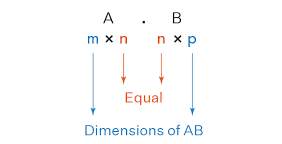 A . B
m × n n × p
Equal
Dimensions of AB